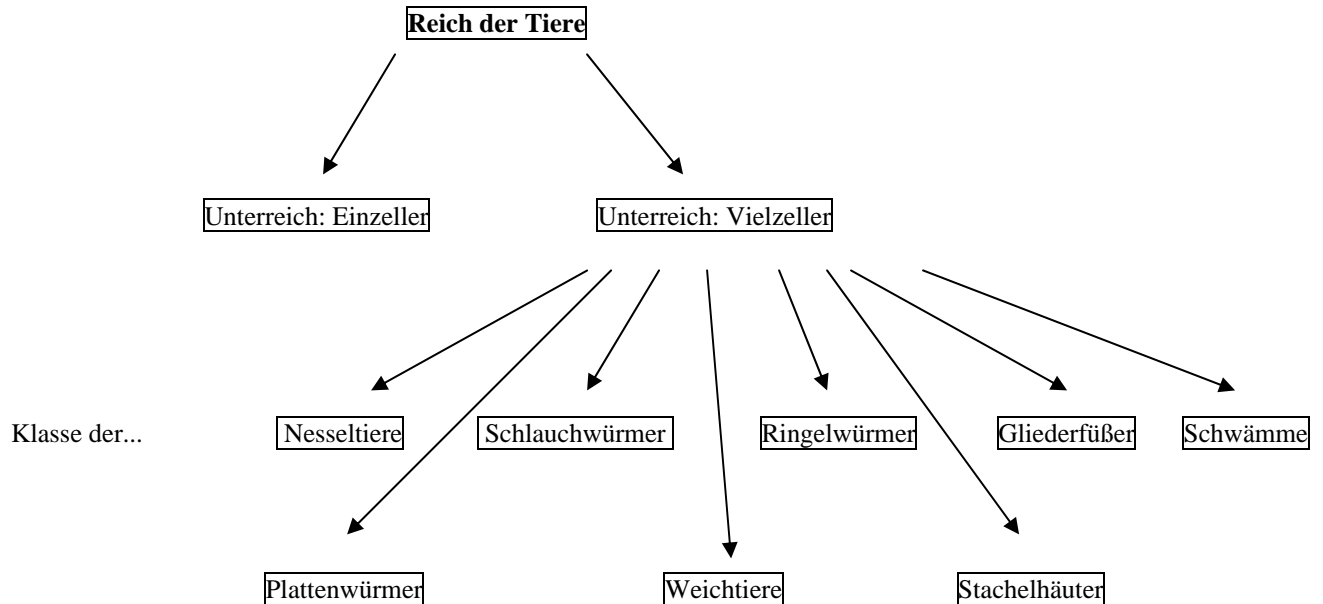 Reich der Tiere
Unterreich: Einzeller Unterreich: Vielzeller
Klasse der... Nesseltiere Schlauchwürmer Ringelwürmer Gliederfüßer Schwämme
Plattenwürmer Weichtiere Stachelhäuter